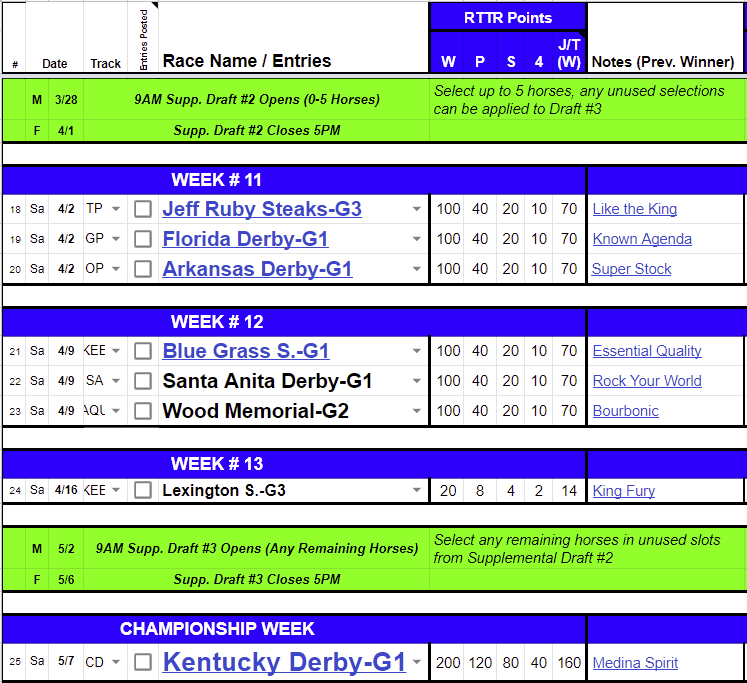 RTTR Points
# Date Track Entries Posted Race Name / Entries W P S 4 J/T (W) Notes (Prev. Winner)
M 3/28 9AM Supp. Draft #2 Opens (0-5 Horses) Select up to 5 horses, any unused selections
can be applied to Draft #3
F 4/1 Supp. Draft #2 Closes 5PM
WEEK # 11
18 Sa 4/2 TP Jeff Ruby Steaks-G3 100 40 20 10 70 Like the King
19 Sa 4/2 GP Florida Derby-G1 100 40 20 10 70 Known Agenda
20 Sa 4/2 OP Arkansas Derby-G1 100 40 20 10 70 Super Stock
WEEK # 12
21 Sa 4/9 KEE Blue Grass S.-G1 100 40 20 10 70 Essential Quality
22 Sa 4/9 SA Santa Anita Derby-G1 100 40 20 10 70 Rock Your World
23 Sa 4/9 AQU Wood Memorial-G2 100 40 20 10 70 Bourbonic
WEEK # 13
24 Sa 4/16 KEE Lexington S.-G3 20 8 4 2 14 King Fury
M 5/2 9AM Supp. Draft #3 Opens (Any Remaining Horses) Select any remaining horses in unused slots
from Supplemental Draft #2
F 5/6 Supp. Draft #3 Closes 5PM
CHAMPIONSHIP WEEK
25 Sa 5/7 CD Kentucky Derby-G1 200 120 80 40 160 Medina Spirit